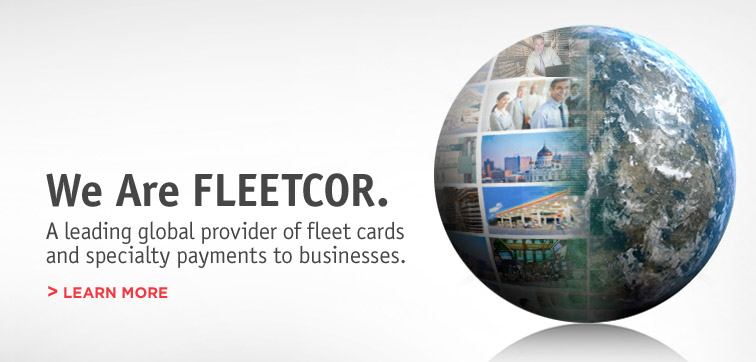 We Are FLEETCOR.
A leading global provider of fleet cards
and specialty payments to businesses.
> LEARN MORE